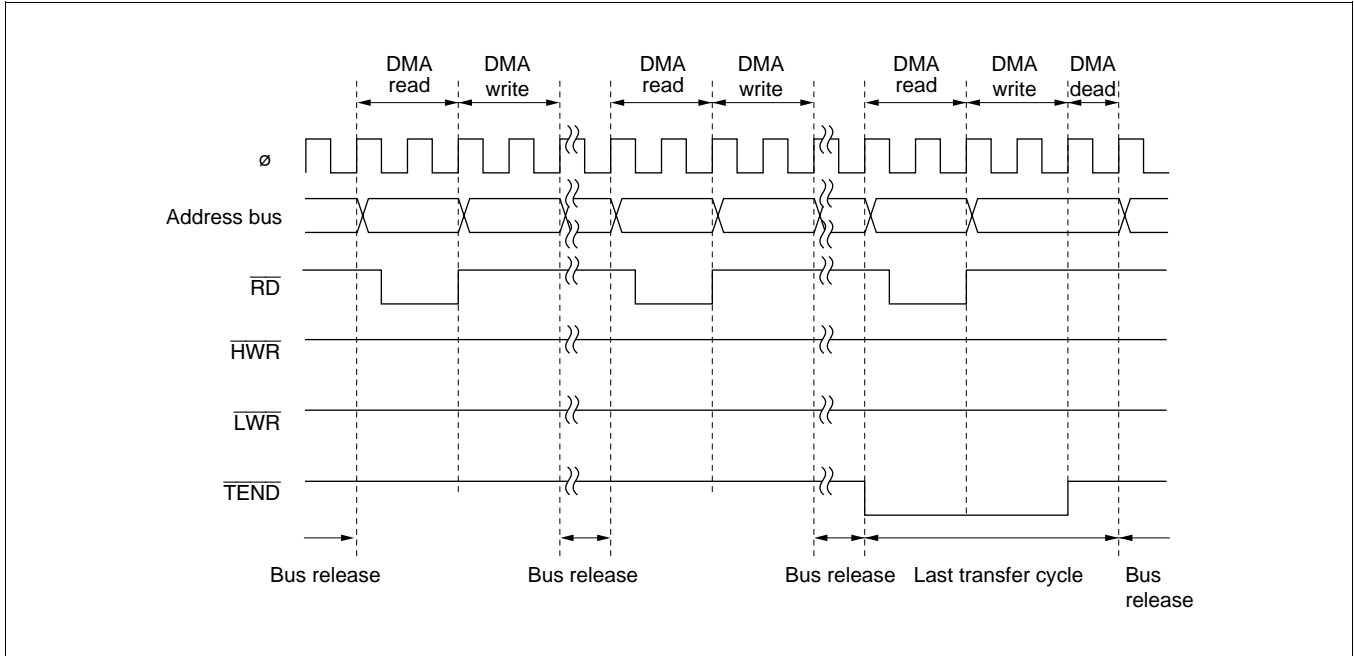 DMA read
DMA write
DMA read
DMA write
DMA read
DMA write
DMA dead
ø
Address bus
RD
HWR
LWR
TEND
Bus release
Bus release
Bus release
Last transfer cycle
Bus release